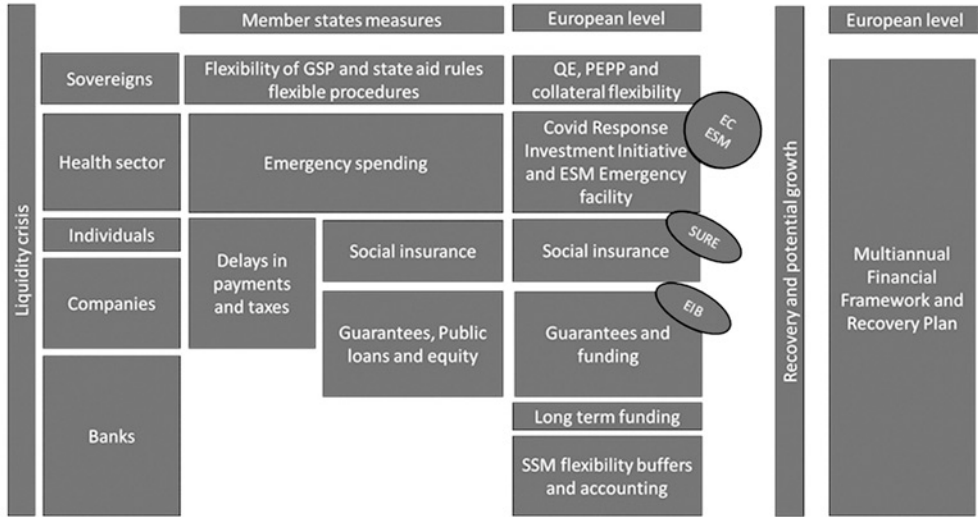 Member states measures
European level
European level
Liquidity crisis
Sovereigns
Flexibility of GSP and state aid rules
flexible procedures
QE, PEPP and
collateral flexibility
EC
ESM
Health sector
Emergency spending
Covid Response
Investment Initiative
and ESM Emergency
facility
Individuals
Delays in
payments
and taxes
Social insurance
Social insurance
SURE
Companies
Guarantees, Public
loans and equity
Guarantees and
funding
EIB
Banks
Long term funding
SSM flexibility buffers
and accounting
Recovery and potential growth
Multiannual
Financial
Framework and
Recovery Plan